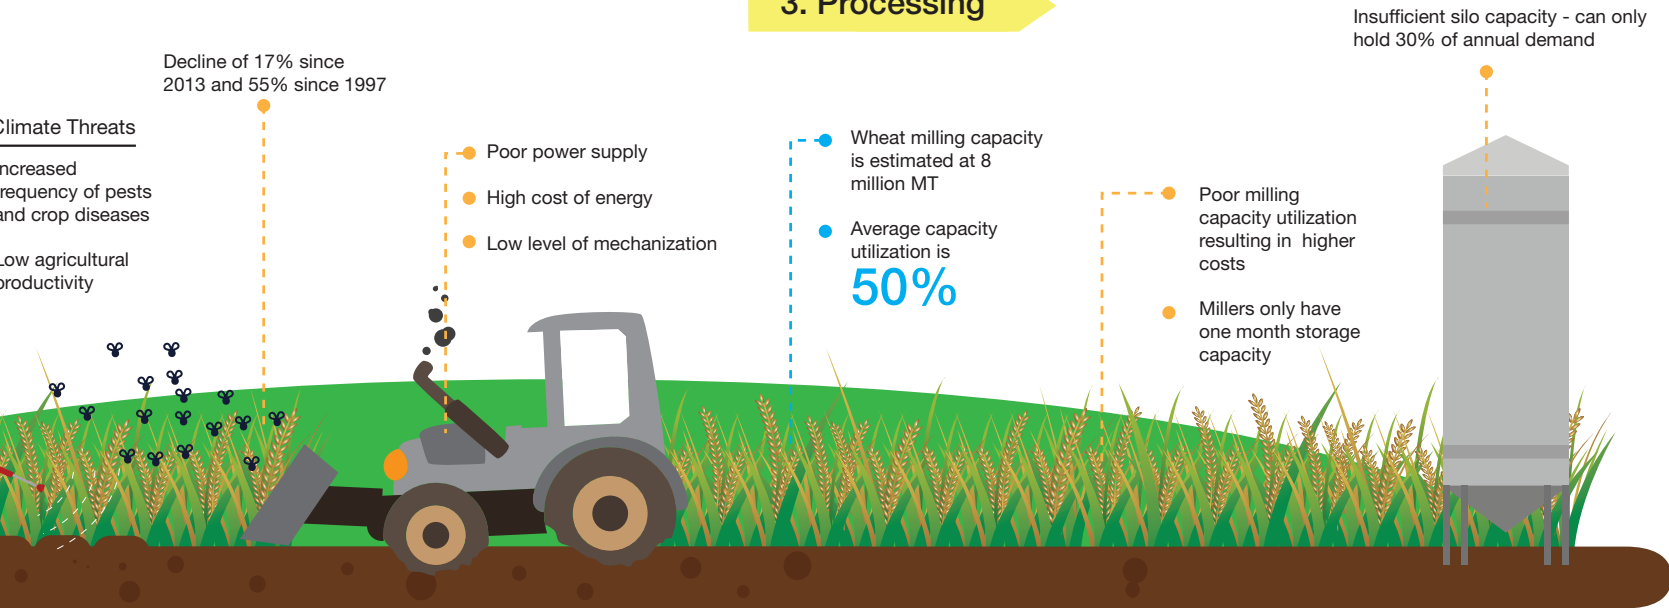 3. Processing
Insufficient silo capacity - can only
hold 30% of annual demand
Decline of 17% since
2013 and 55% since 1997
Climate Threats
ncreased
requency of pests
and crop diseases
Low agricultural
productivity
Poor power supply
High cost of energy
Low level of mechanization
Wheat milling capacity
is estimated at 8
million MT
Average capacity
utilization is
50%
Poor milling
capacity utilization
resulting in  higher
costs
Millers only have
one month storage
capacity